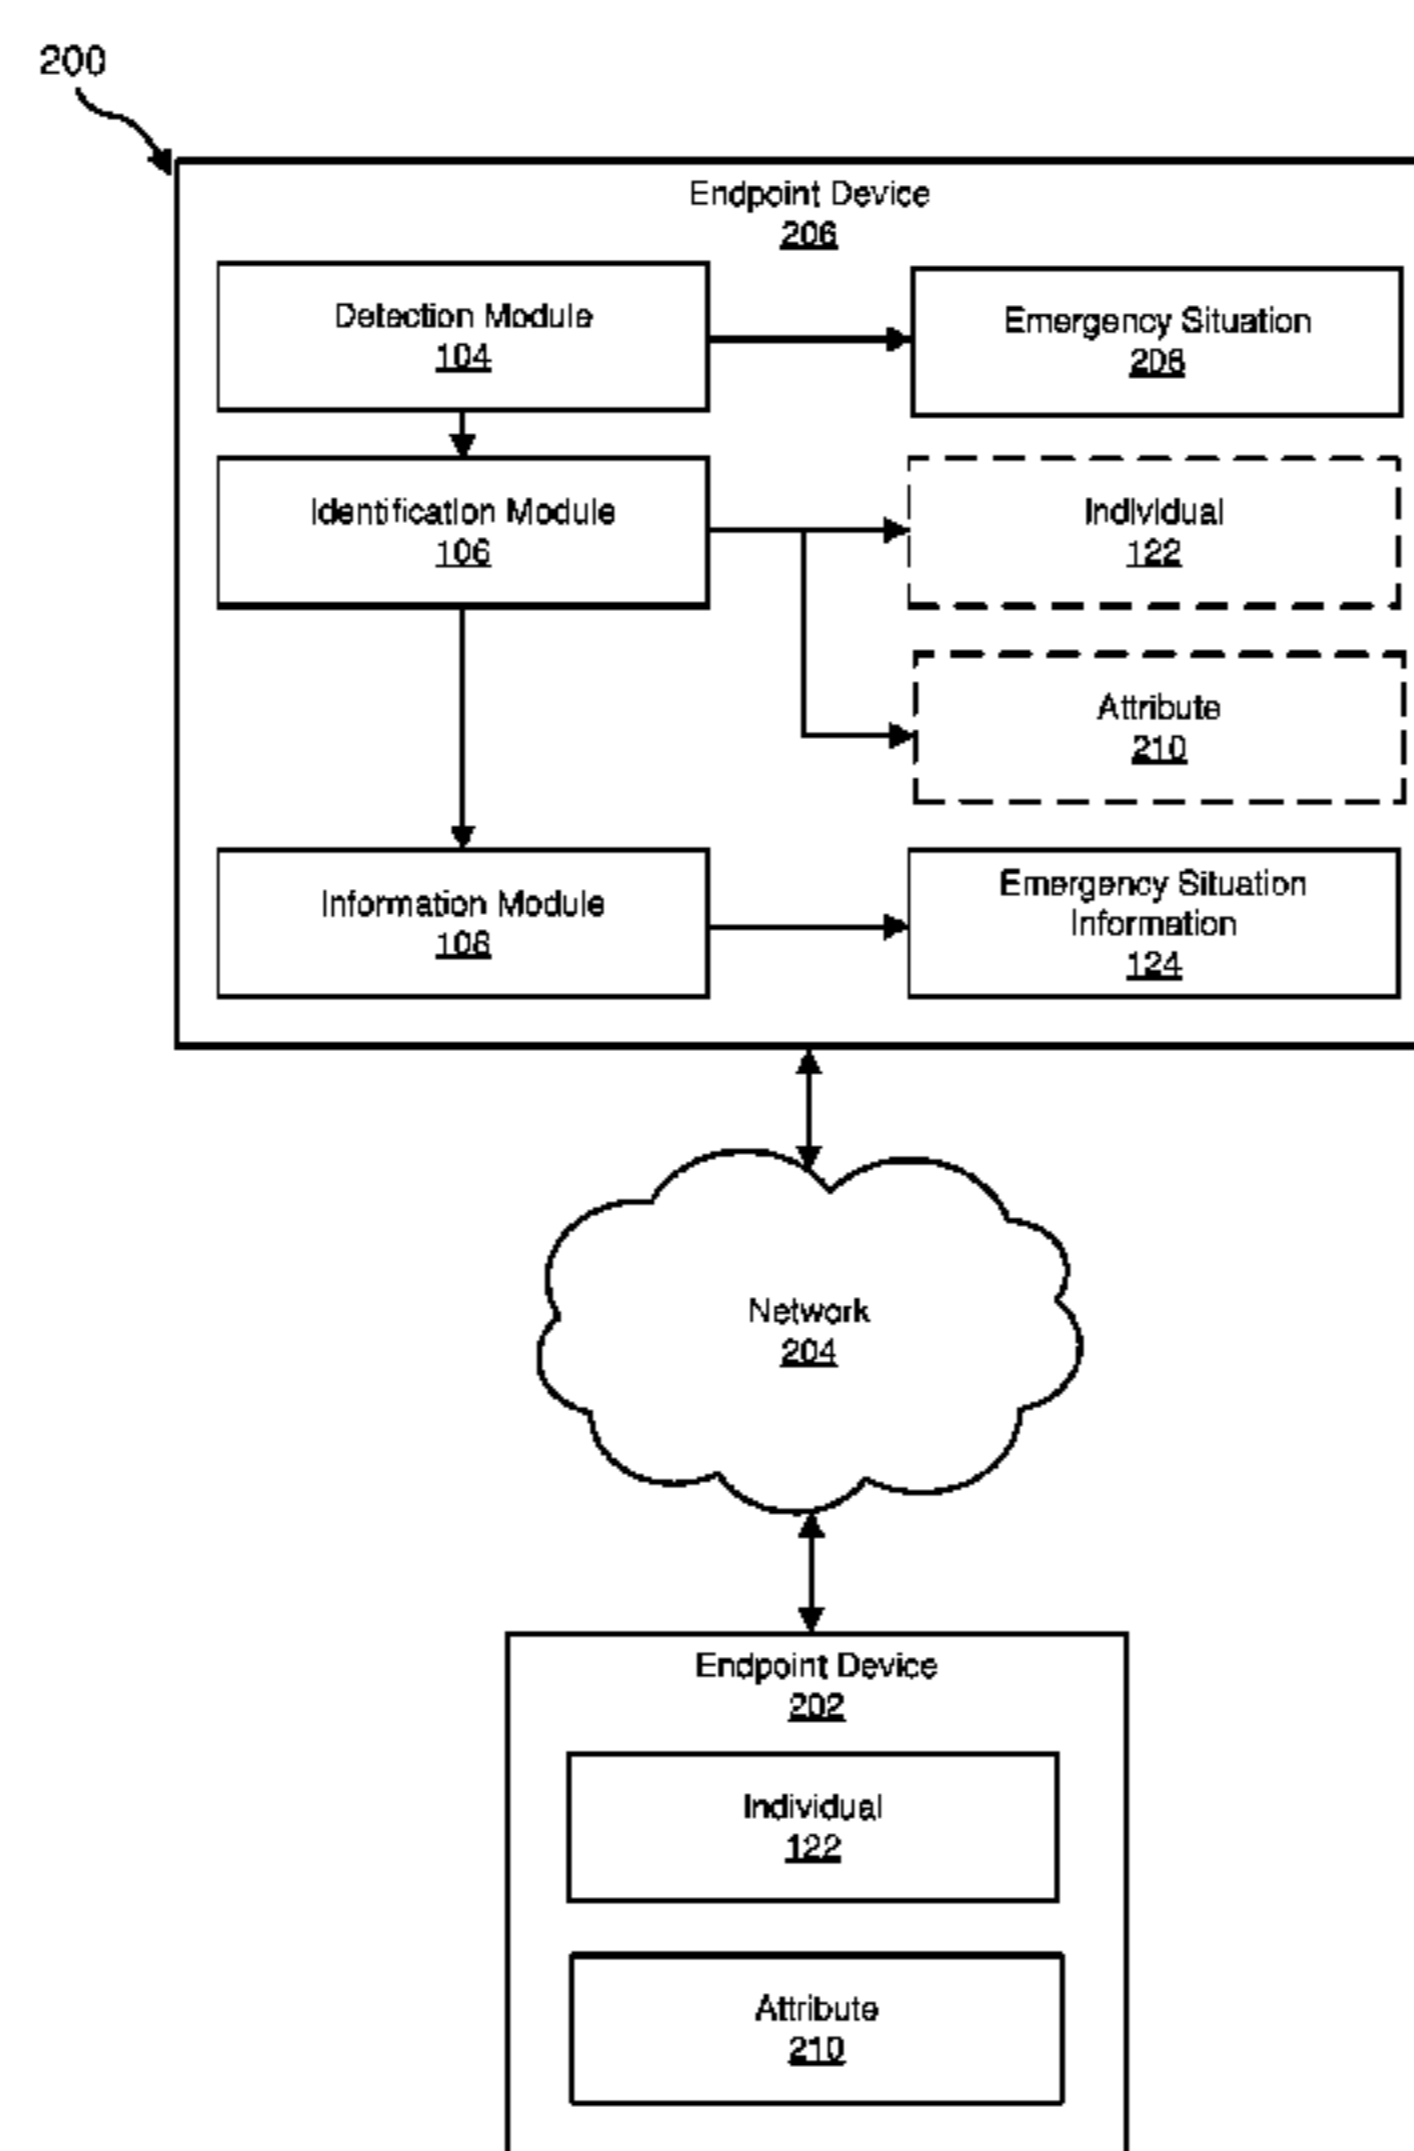 200
Endpoint Device
206
Detection Module
104
Emergency Situation
208
Identification Module
106
Individual
122
Attribute
210
Information Module
108
Emergency Situation
Information
124
Network
204
Endpoint Device
202
Individual
122
Attribute
210